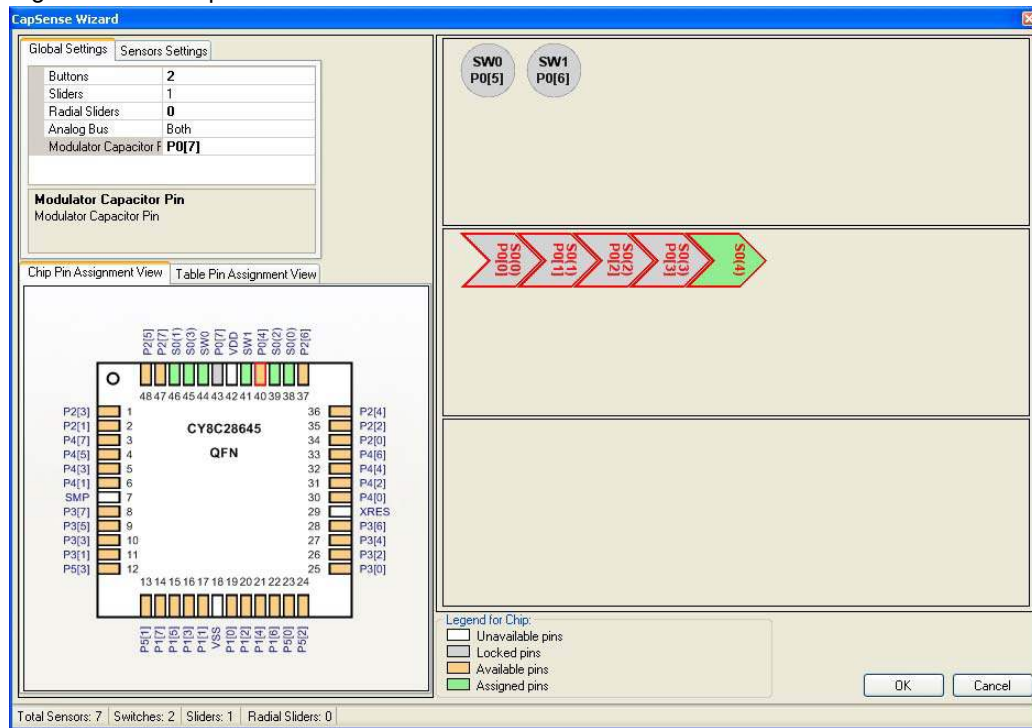 CapSense Wizard
Global Settings Sensors Settings
Buttons 2
Sliders 1
Radial Sliders 0
Analog Bus Both
Modulator Capacitor P P0[7]
Modulator Capacitor Pin
Modulator Capacitor Pin
SW0 SW1
P0[5] P0[6]
S0(0) S0(1) S0(2) S0(3) S0(4)
P0[0] P0[1] P0[2] P0[3]
Chip Pin Assignment View Table Pin Assignment View
P2[5] P2[7] S0(1) S0(3) SW0 P0[7] VDD SW1 P0[4] S0(2) S0(0) P2[6]
48 47 46 45 44 43 42 41 40 39 38 37
P2[3] 1 36 P2[4]
P2[1] 2 35 P2[2]
CY8C28645
P4[7] 3 34 P2[0]
P4[5] 4 33 P4[6]
QFN
P4[3] 5 32 P4[4]
P4[1] 6 31 P4[2]
SMP 7 30 P4[0]
P3[7] 8 29 XRES
P3[5] 9 28 P3[6]
P3[3] 10 27 P3[4]
P3[1] 11 26 P3[2]
P5[3] 12 25 P3[0]
13 14 15 16 17 18 19 20 21 22 23 24
P5[1] P1[7] P1[5] P1[3] P1[1] VSS P1[0] P1[2] P1[4] P1[6] P5[0] P5[2]
Legend for Chip:
Unavailable pins
Locked pins
Available pins
Assigned pins
OK Cancel
Total Sensors: 7 Switches: 2 Sliders: 1 Radial Sliders: 0